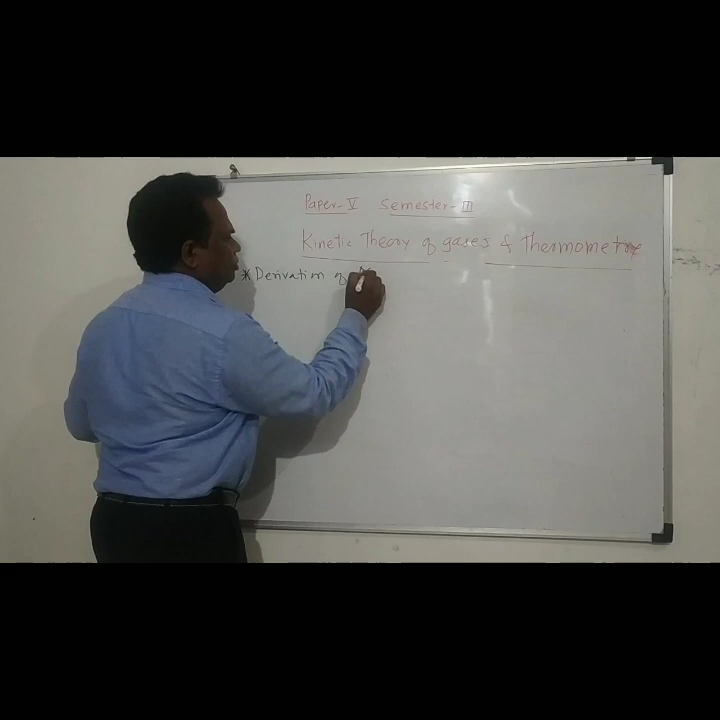 Paper-V Semester-III
Kinetic Theory of gases & Thermometry
* Derivation of